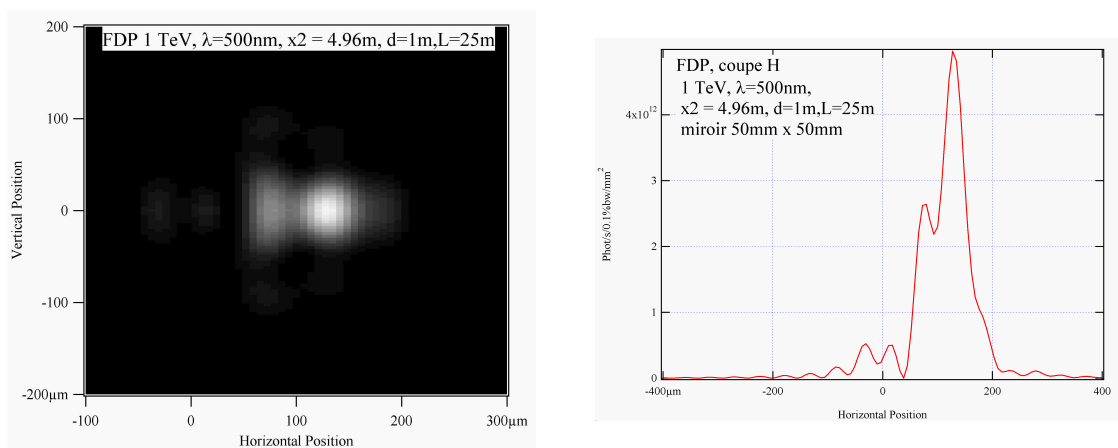 FDP 1 TeV, λ=500nm, x2 = 4.96m, d=1m,L=25m
200
100
0
-100
-200µm
Vertical Position
-100
0
100
200
300µm
Horizontal Position
FDP, coupe H
1 TeV, λ=500nm,
x2 = 4.96m, d=1m,L=25m
miroir 50mm x 50mm
4x10¹²
3
2
1
0
Phot/s/0.1%bw/mm²
-400µm
-200
0
200
400
Horizontal Position